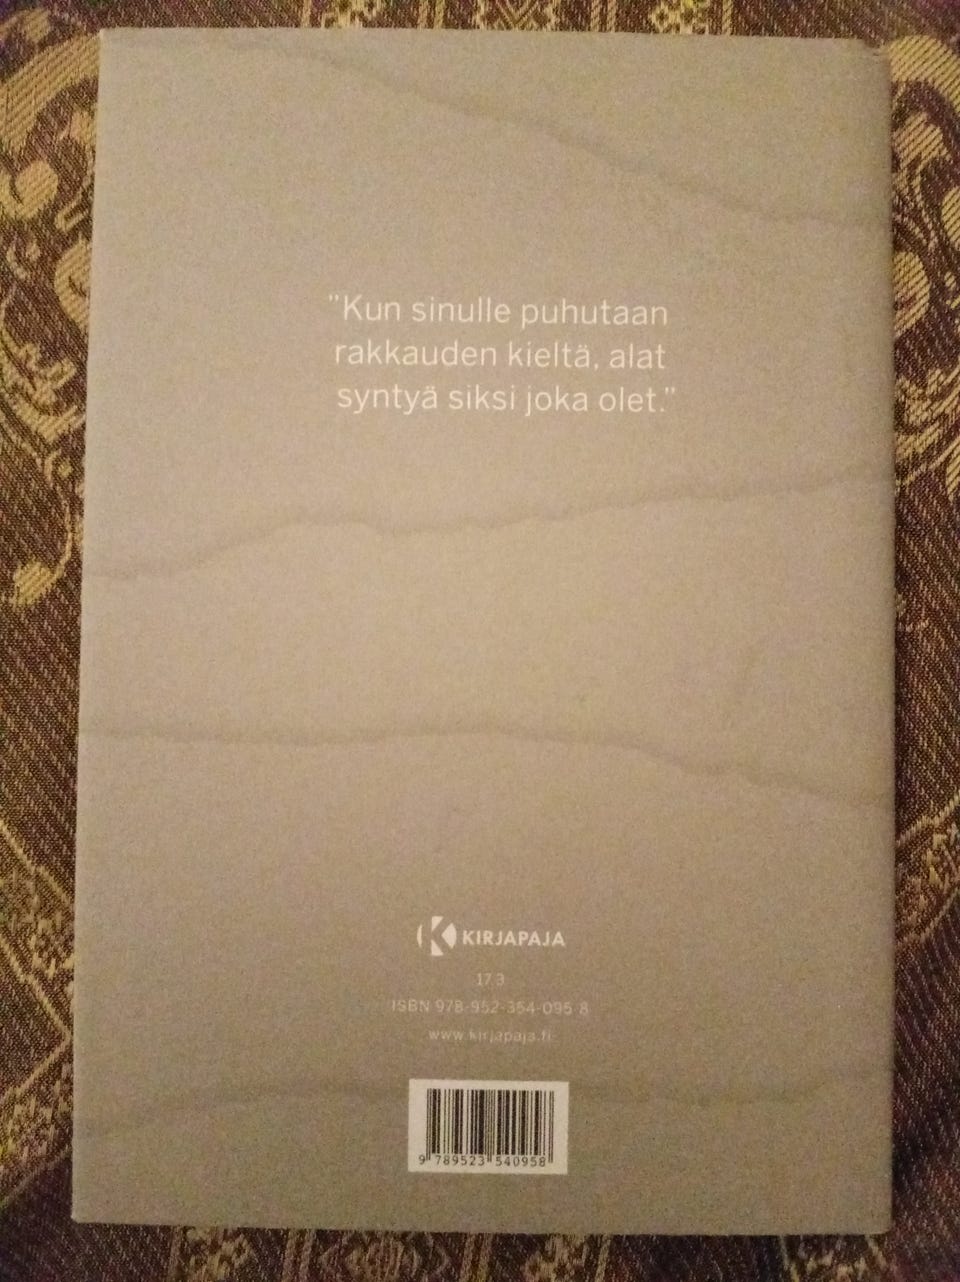 "Kun sinulle puhutaan
rakkauden kieltä, alat
syntyä siksi joka olet."
KIRJAPAJA
17.3
ISBN 978-952-354-095-8
www.kirjapaja.fi
9 789523 540958